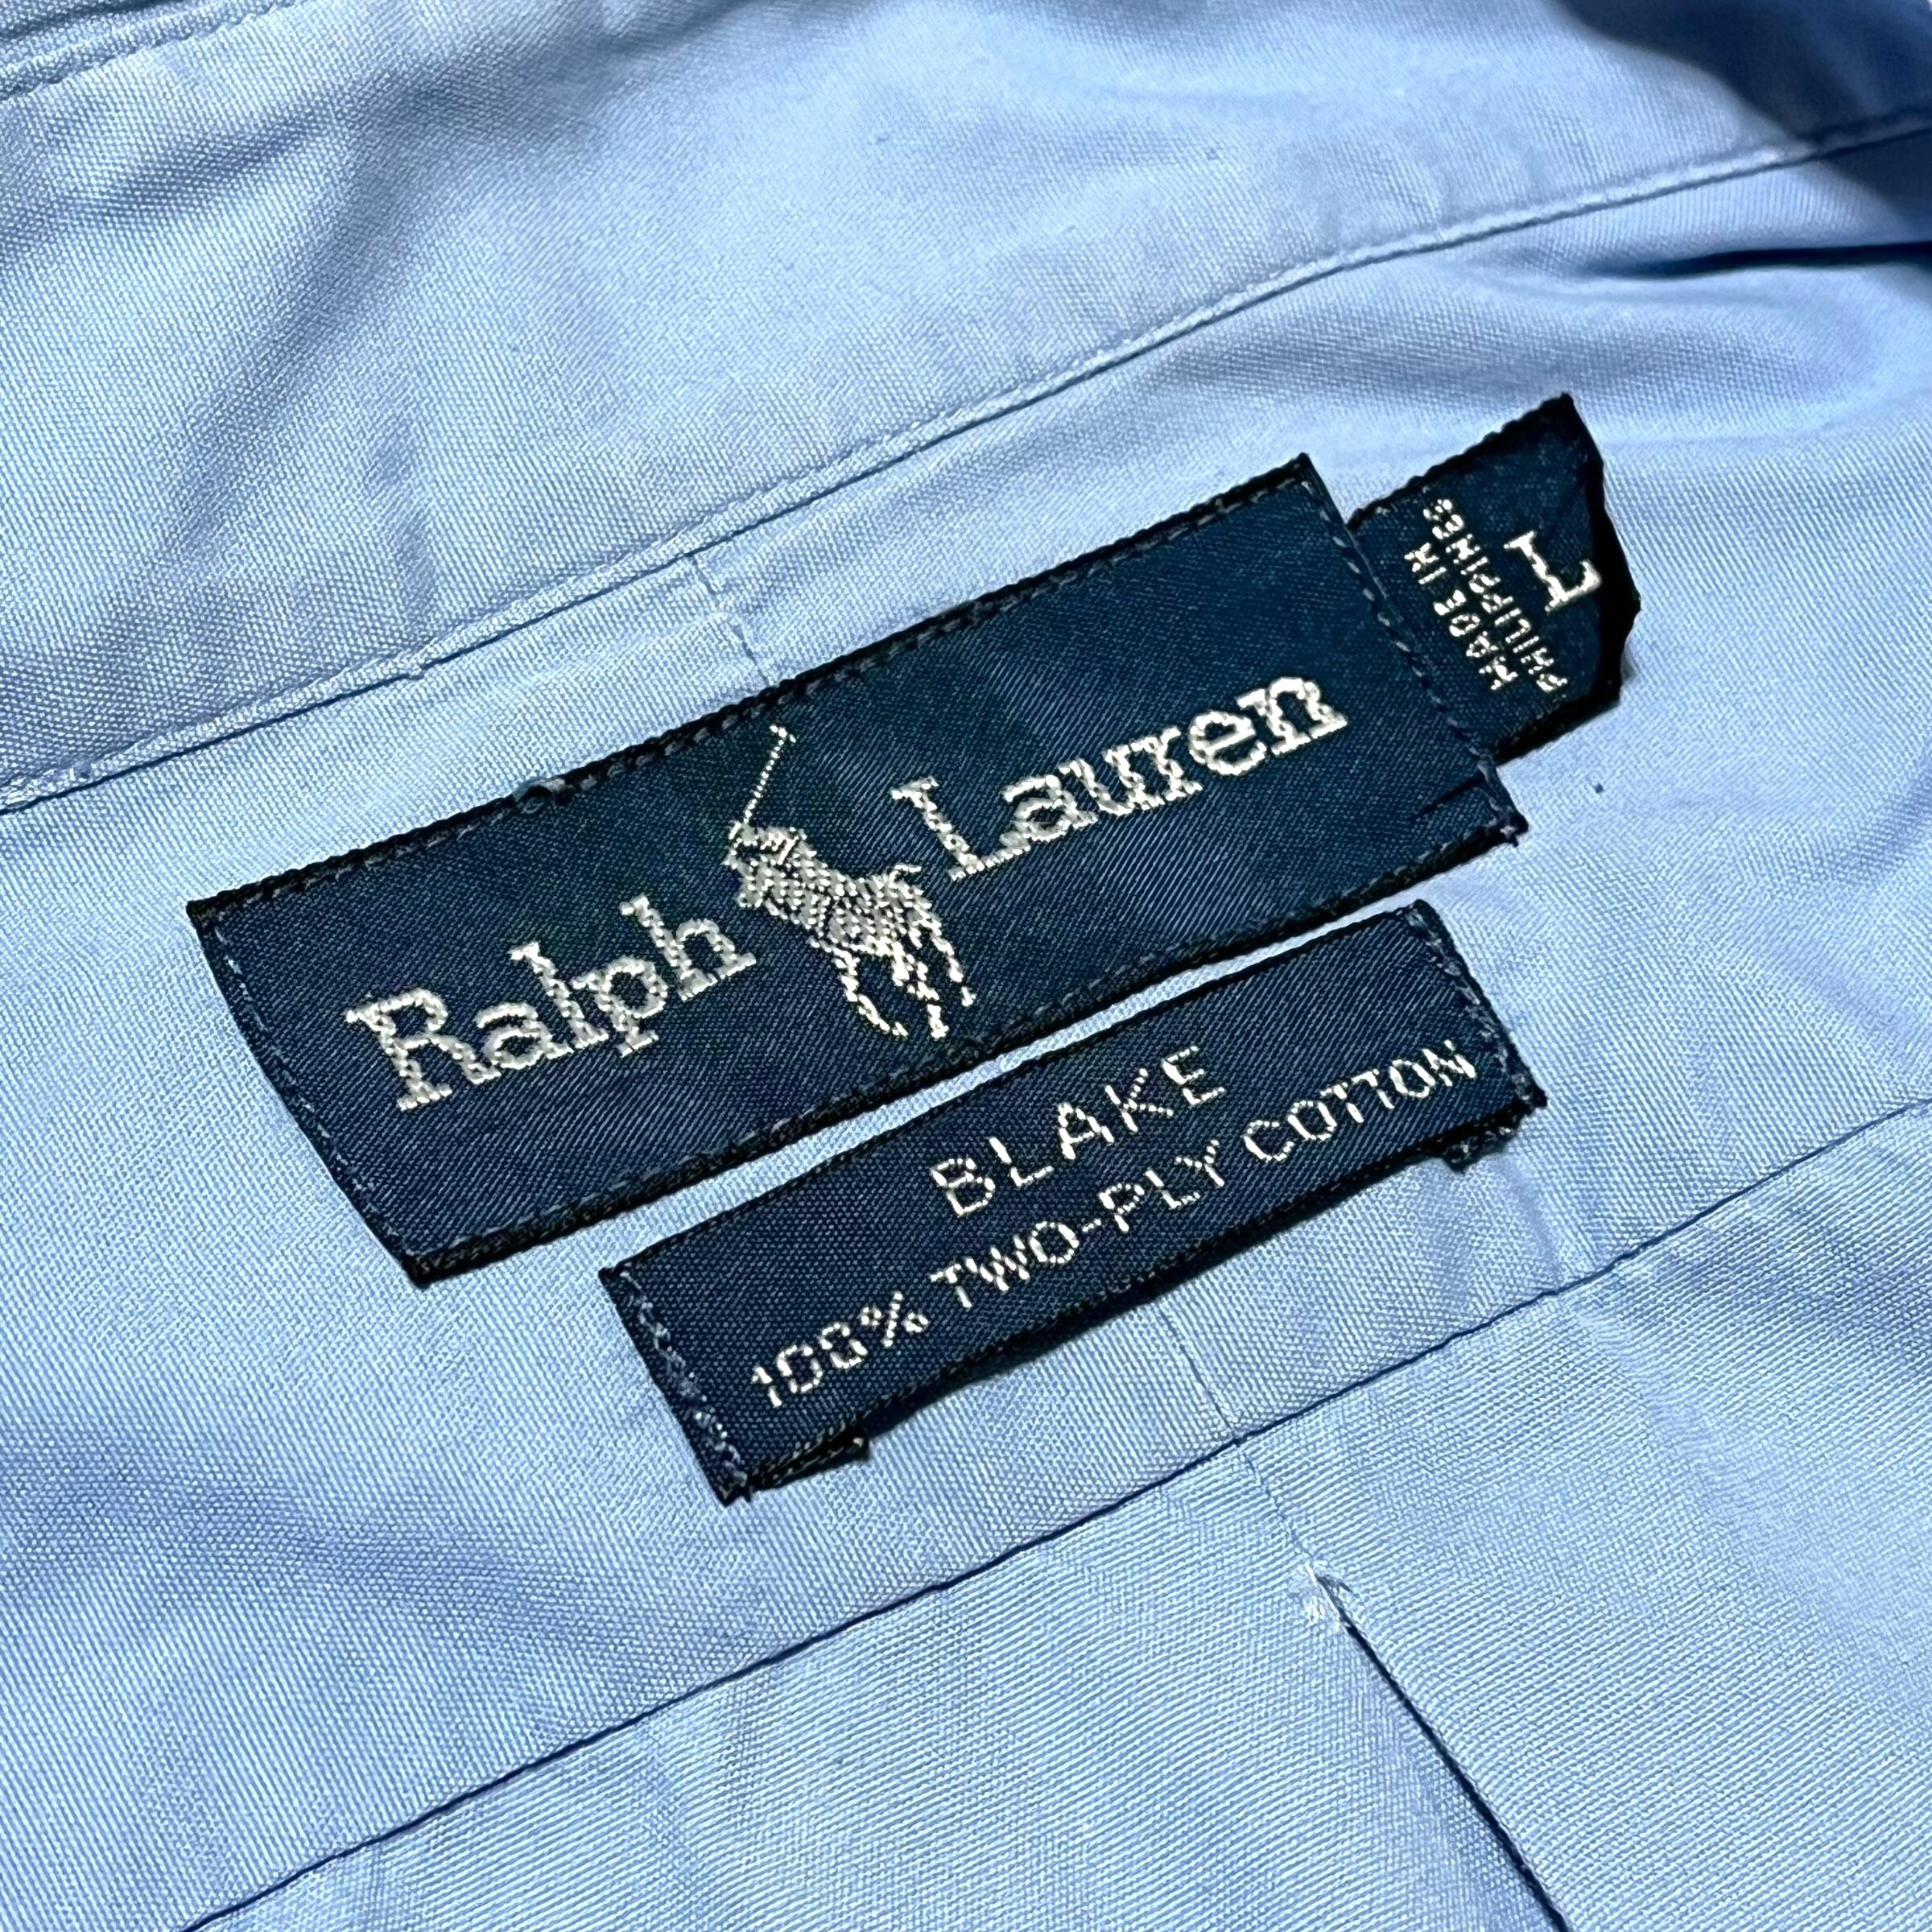 Ralph Lauren
L
MADE IN
PHILIPPINES
BLAKE
100% TWO-PLY COTTON